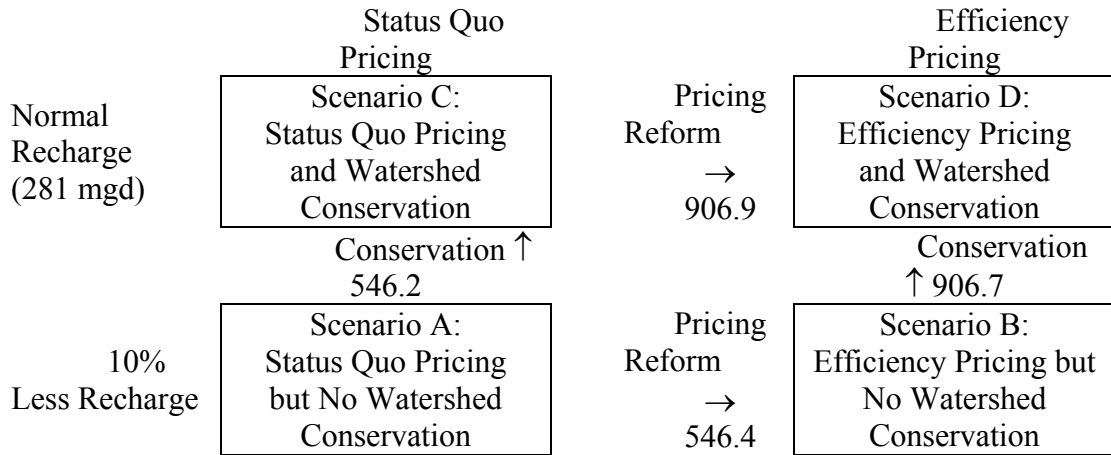 Status Quo
Pricing
Efficiency
Pricing
Normal
Recharge
(281 mgd)
Scenario C:
Status Quo Pricing
and Watershed
Conservation
Pricing
Reform
→
906.9
Scenario D:
Efficiency Pricing
and Watershed
Conservation
Conservation ↑
546.2
Conservation
↑ 906.7
10%
Less Recharge
Scenario A:
Status Quo Pricing
but No Watershed
Conservation
Pricing
Reform
→
546.4
Scenario B:
Efficiency Pricing but
No Watershed
Conservation